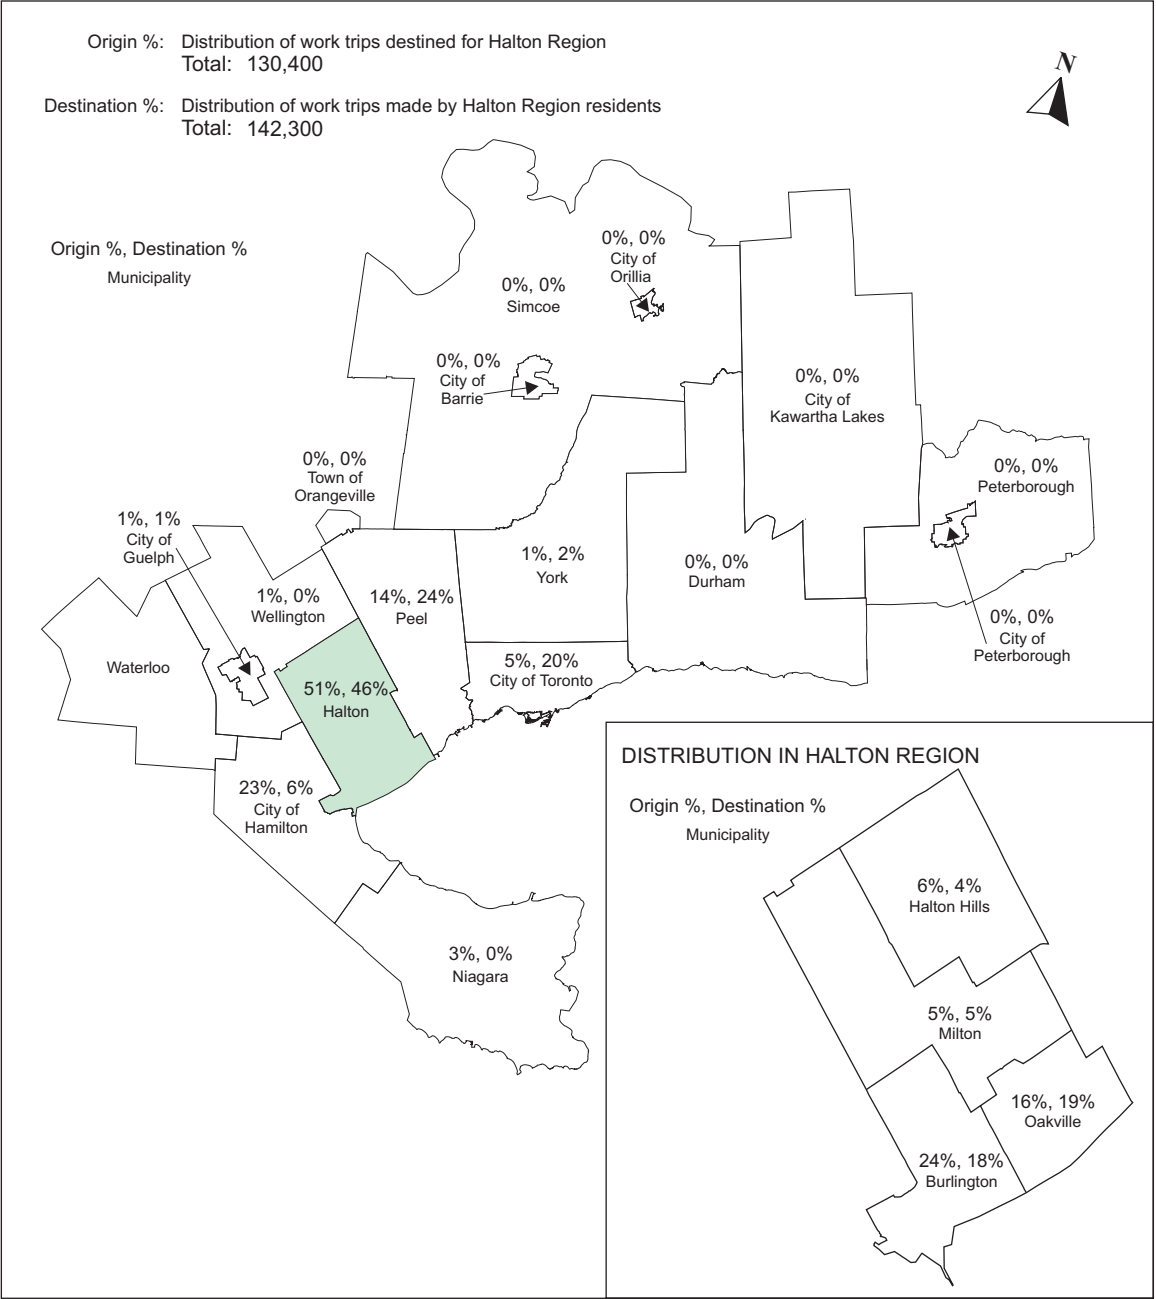 Origin %: Distribution of work trips destined for Halton Region
Total: 130,400
N
Destination %: Distribution of work trips made by Halton Region residents
Total: 142,300
Origin %, Destination %
Municipality
0%, 0%
City of
Orillia
0%, 0%
Simcoe
0%, 0%
City of
Barrie
0%, 0%
City of
Kawartha Lakes
0%, 0%
Town of
Orangeville
0%, 0%
Peterborough
1%, 1%
City of
Guelph
1%, 2%
York
0%, 0%
Durham
1%, 0%
Wellington
14%, 24%
Peel
0%, 0%
City of
Peterborough
Waterloo
5%, 20%
City of Toronto
51%, 46%
Halton
23%, 6%
City of
Hamilton
3%, 0%
Niagara
DISTRIBUTION IN HALTON REGION
Origin %, Destination %
Municipality
6%, 4%
Halton Hills
5%, 5%
Milton
16%, 19%
Oakville
24%, 18%
Burlington